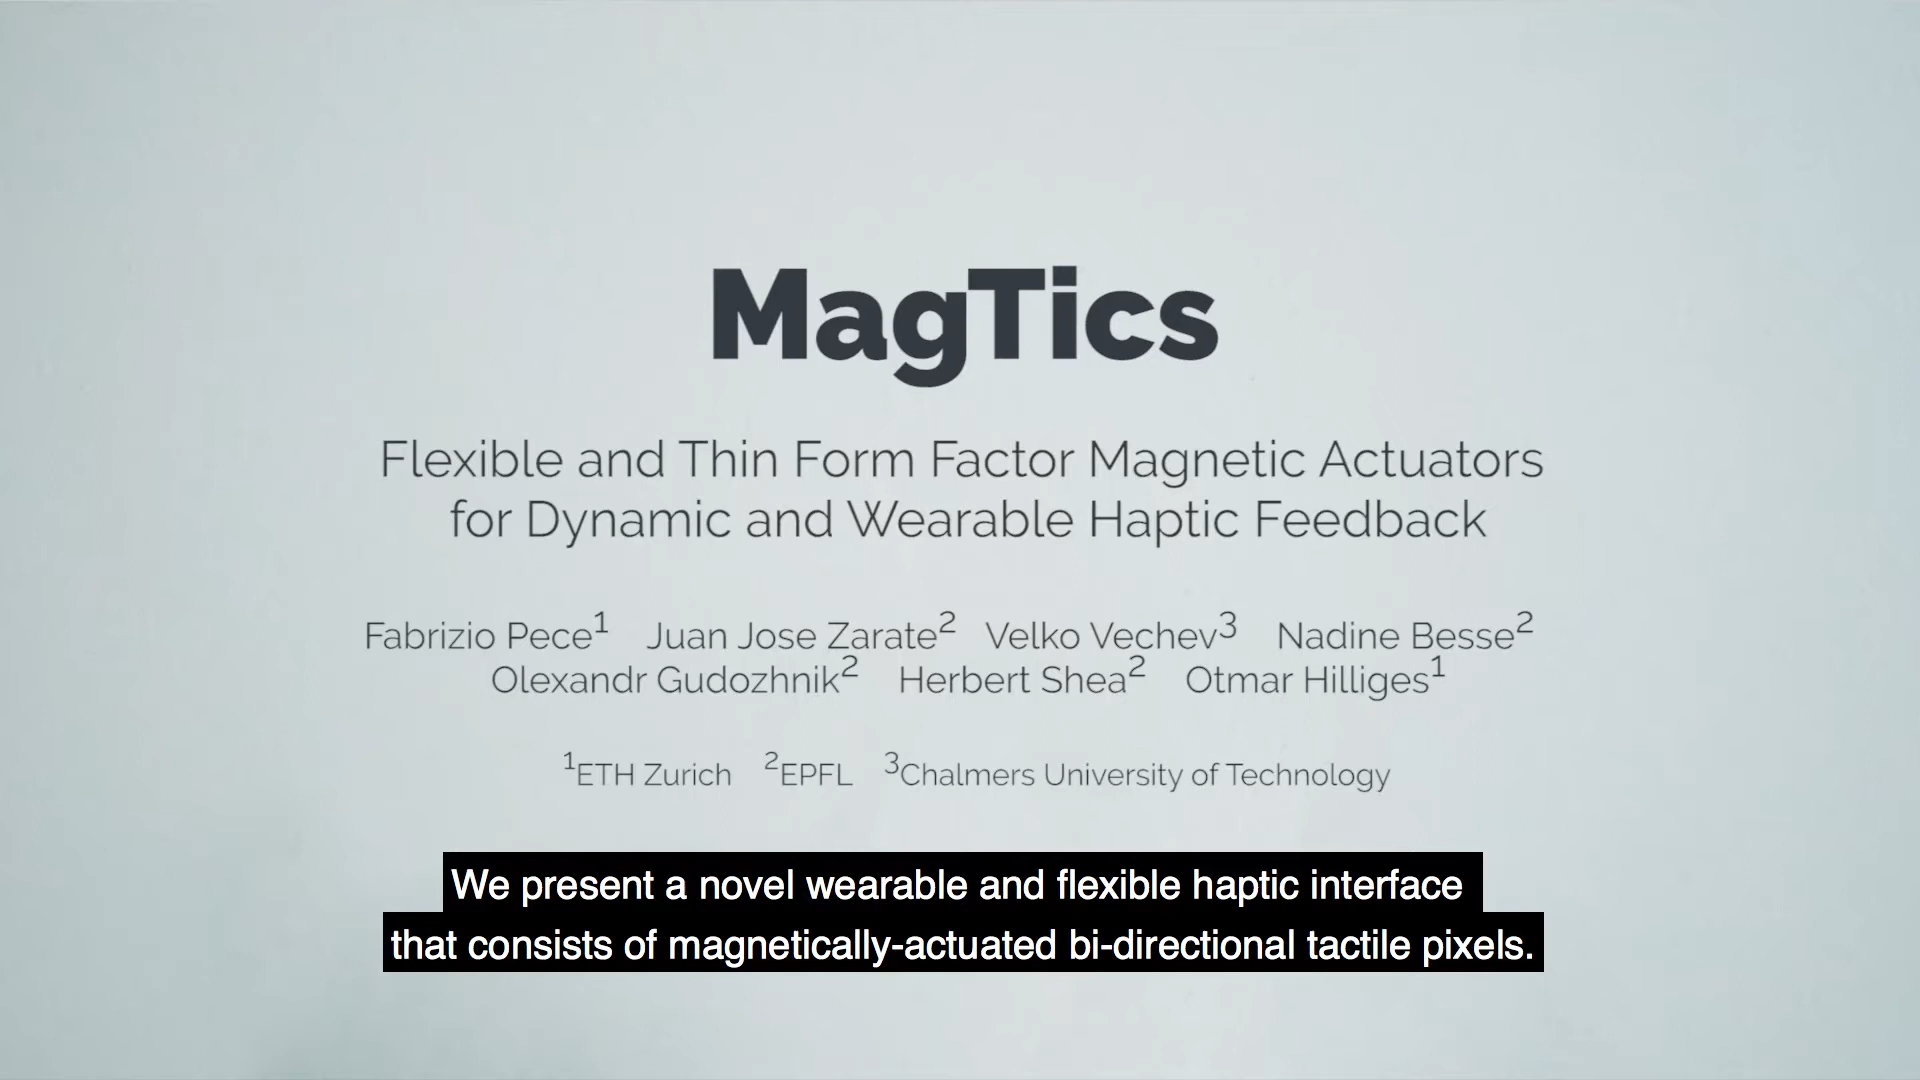 MagTics
Flexible and Thin Form Factor Magnetic Actuators
for Dynamic and Wearable Haptic Feedback
Fabrizio Pece¹ Juan Jose Zarate² Velko Vechev³ Nadine Besse²
Olexandr Gudozhnik² Herbert Shea² Otmar Hilliges¹
¹ETH Zurich ²EPFL ³Chalmers University of Technology
We present a novel wearable and flexible haptic interface
that consists of magnetically-actuated bi-directional tactile pixels.